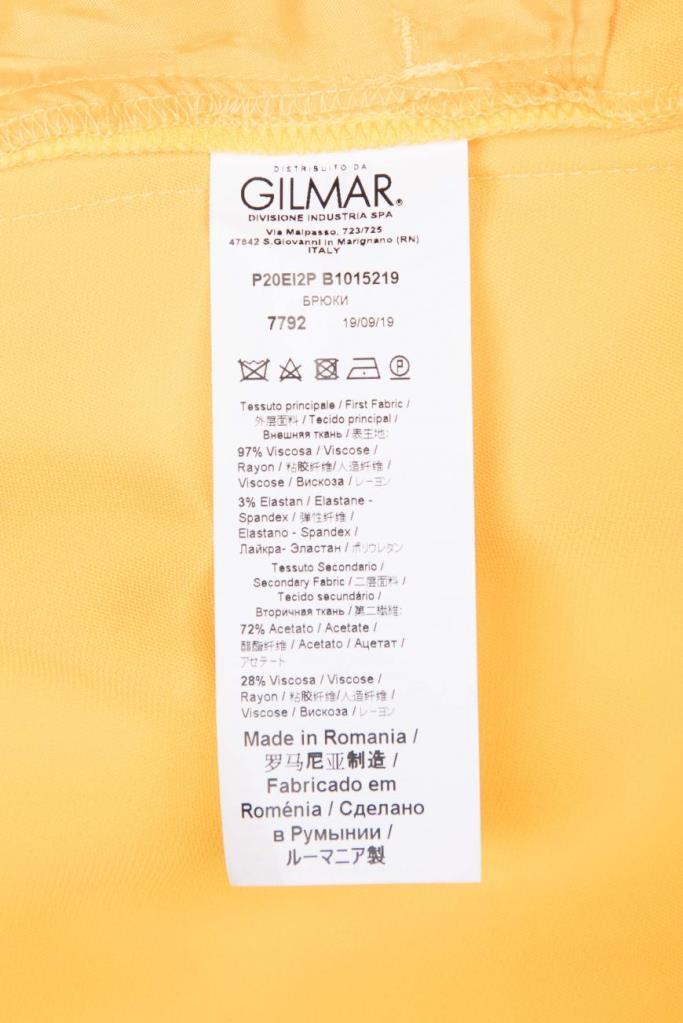 DISTRIBUITO DA
GILMAR®
DIVISIONE INDUSTRIA SPA
Via Malpasso, 723/725
47842 S.Giovanni in Marignano (RN)
ITALY
P20EI2P B1015219
БРЮКИ
7792 19/09/19
P
Tessuto principale / First Fabric /
外层面料 / Tecido principal /
Внешняя ткань / 表生地:
97% Viscosa / Viscose /
Rayon / 粘胶纤维/人造纤维 /
Viscose / Вискоза / レーヨン
3% Elastan / Elastane -
Spandex / 弹性纤维 /
Elastano - Spandex /
Лайкра- Эластан / ポリウレタン
Tessuto Secondario /
Secondary Fabric / 二层面料 /
Tecido secundário /
Вторичная ткань / 第二繊維:
72% Acetato / Acetate /
醋酯纤维 / Acetato / Ацетат /
アセテート
28% Viscosa / Viscose /
Rayon / 粘胶纤维/人造纤维 /
Viscose / Вискоза / レーヨン
Made in Romania /
罗马尼亚制造 /
Fabricado em
Roménia / Сделано
в Румынии /
ルーマニア製